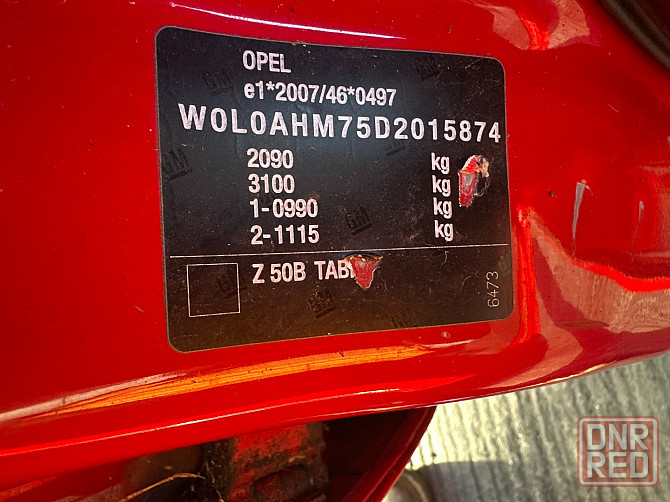 OPEL
e1*2007/46*0497
W0L0AHM75D2015874
2090 kg
3100 kg
1-0990 kg
2-1115 kg
Z 50B
6473
DNR
RED